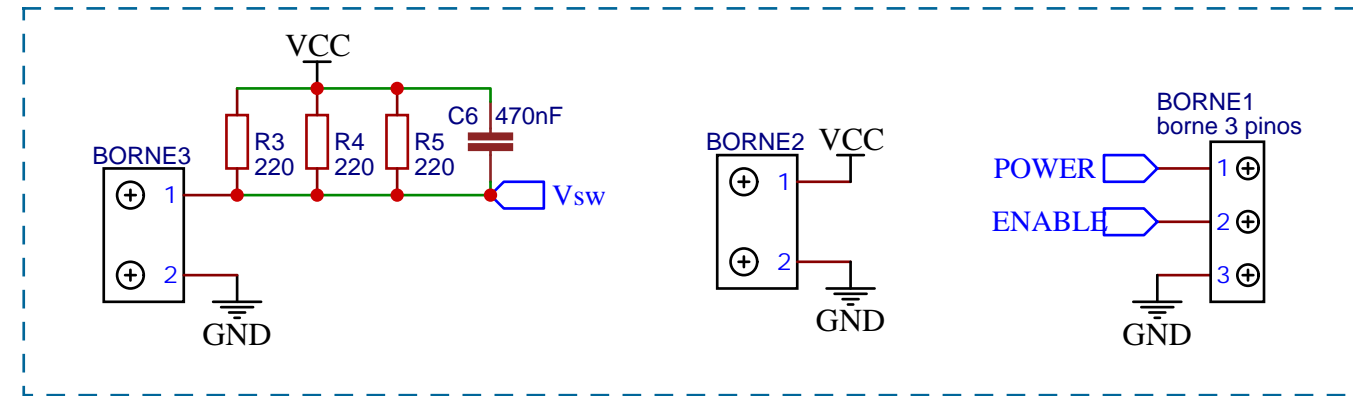 VCC
C6 470nF
R3
220
R4
220
R5
220
BORNE3
1
2
Vsw
GND
BORNE2
VCC
1
2
GND
BORNE1
borne 3 pinos
POWER
1
ENABLE
2
3
GND